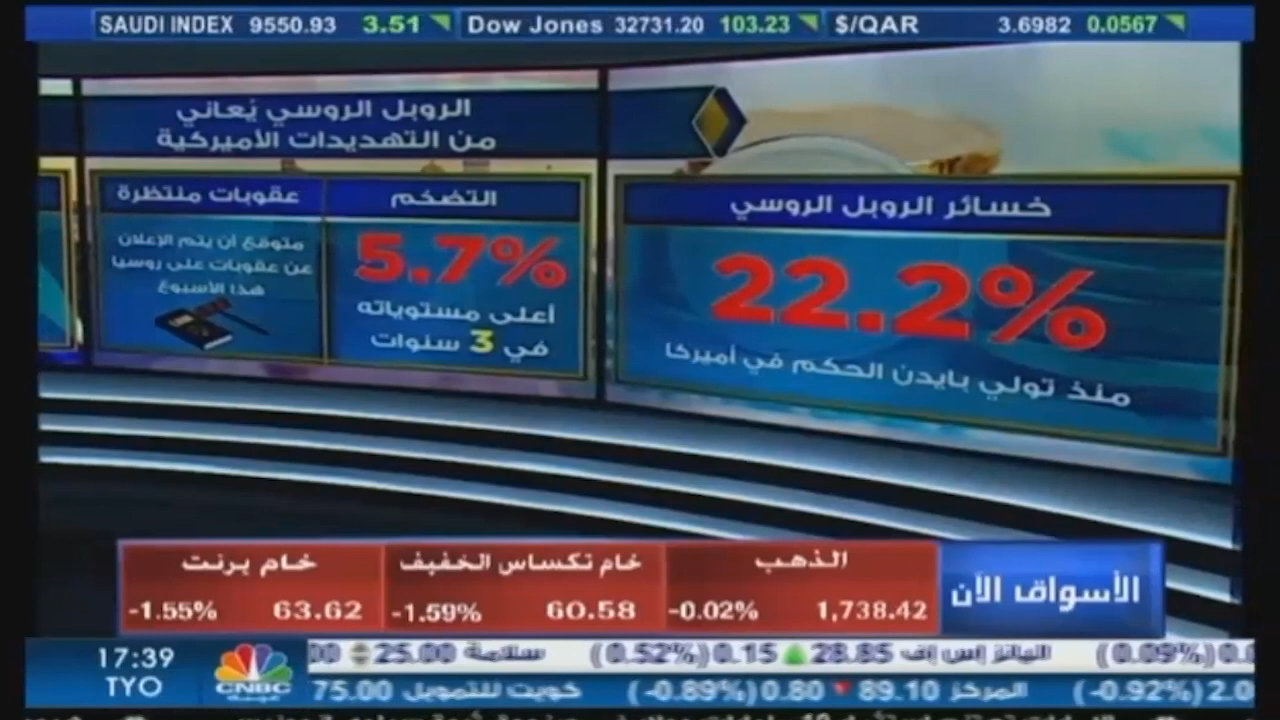 SAUDI INDEX 9550.93 3.51 Dow Jones 32731.20 103.23 $/QAR 3.6982 0.0567
الروبل الروسي يُعاني
من التهديدات الأميركية
خسائر الروبل الروسي
22.2%
منذ تولي بايدن الحكم في أميركا
التضخم
5.7%
أعلى مستوياته
في 3 سنوات
عقوبات منتظرة
متوقع أن يتم الإعلان
عن عقوبات على روسيا
هذا الأسبوع
الأسواق الآن
الذهب
1,738.42 -0.02%
خام تكساس الخفيف
60.58 -1.59%
خام برنت
63.62 -1.55%
17:39
TYO
CNBC
عربية
(0.09%) اليانز إس إف 28.85 0.15 (0.52%) سلامة 25.00
(-0.92%) المركز 89.10 0.80 (-0.89%) كويت للتمويل 75.00